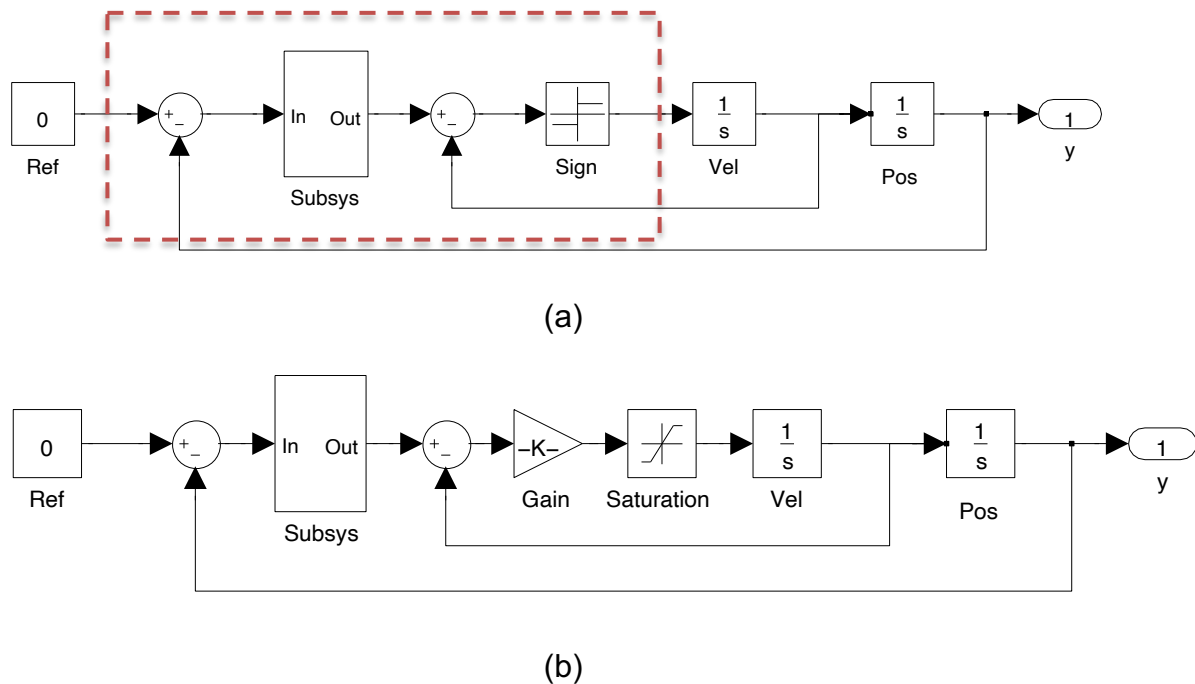 0
Ref
+
−
In
Out
Subsys
+
−
Sign
1
s
Vel
1
s
Pos
1
y
(a)
0
Ref
+
−
In
Out
Subsys
+
−
−K−
Gain
Saturation
1
s
Vel
1
s
Pos
1
y
(b)